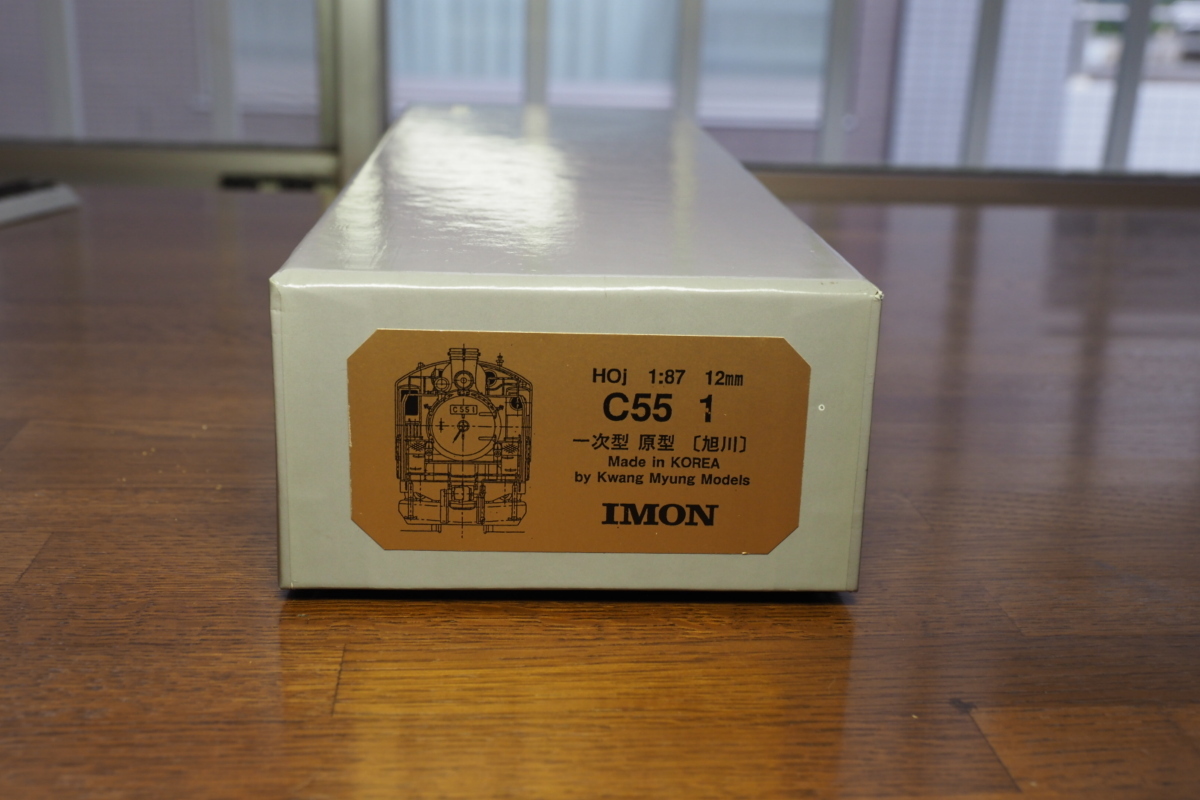 C551
HOj 1:87 12mm
C55 1
一次型 原型 〔旭川〕
Made in KOREA
by Kwang Myung Models
IMON